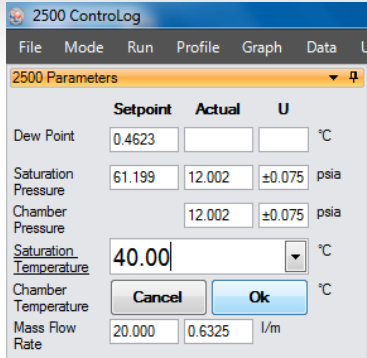 2500 ControLog
File Mode Run Profile Graph Data
2500 Parameters
Setpoint Actual U
Dew Point 0.4623 °C
Saturation Pressure 61.199 12.002 ±0.075 psia
Chamber Pressure 12.002 ±0.075 psia
Saturation Temperature 40.00 °C
Chamber Temperature Cancel Ok °C
Mass Flow Rate 20.000 0.6325 l/m